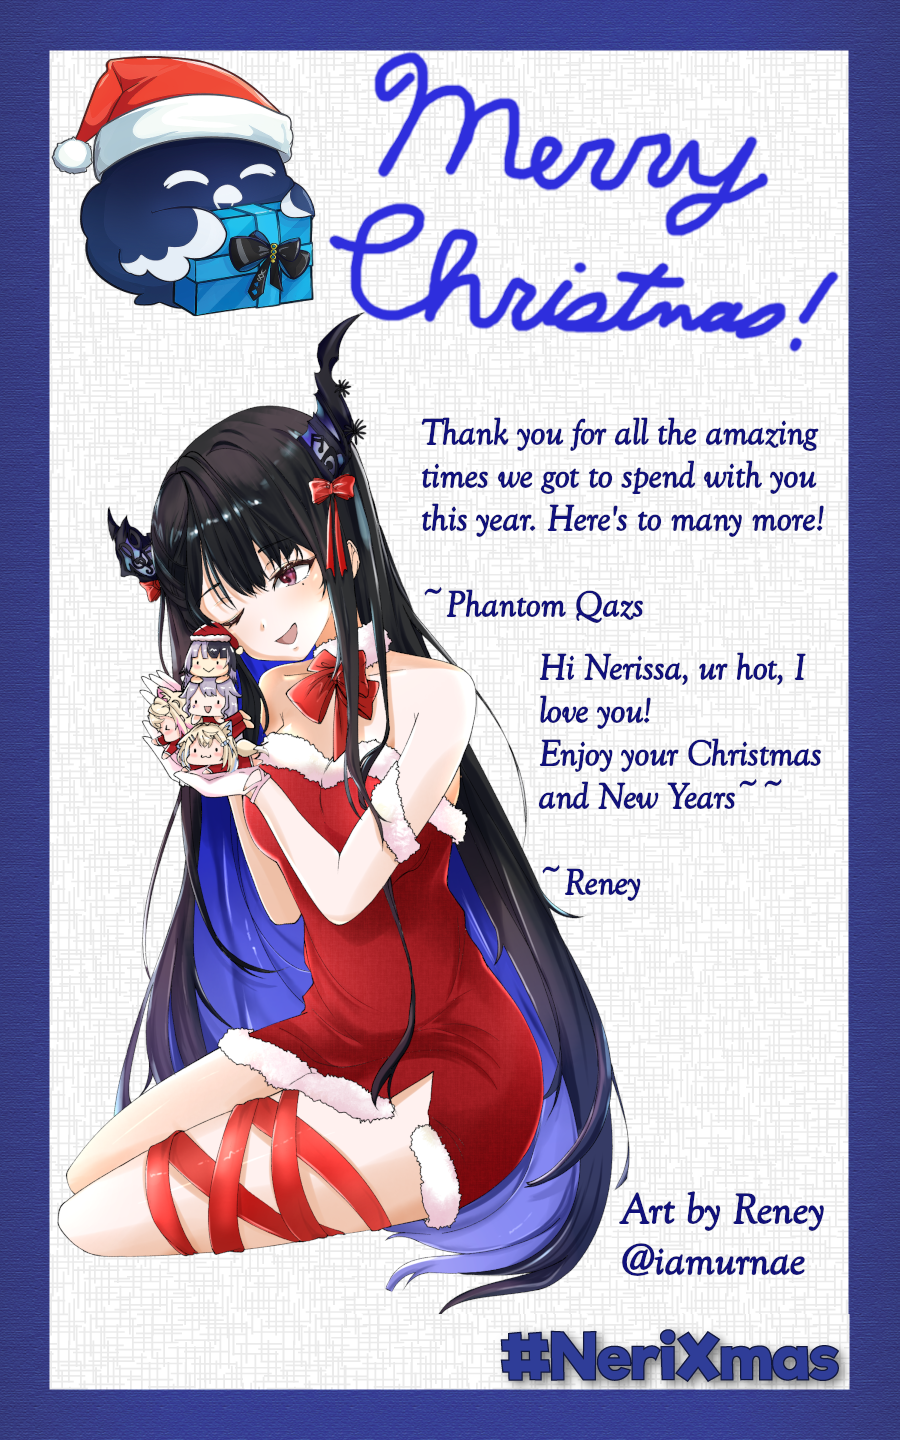 Merry
Christmas!
Thank you for all the amazing
times we got to spend with you
this year. Here's to many more!
~Phantom Qazs
Hi Nerissa, ur hot, I
love you!
Enjoy your Christmas
and New Years~~
~Reney
Art by Reney
@iamurnae
#NeriXmas